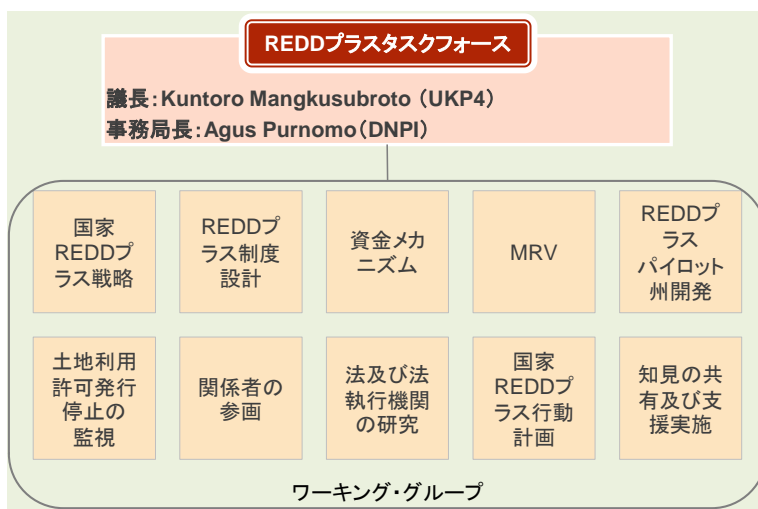 REDDプラスタスクフォース
議長：Kuntoro Mangkusubroto （UKP4）
事務局長：Agus Purnomo（DNPI）
国家
REDDプ
ラス戦略
REDDプ
ラス制度
設計
資金メカ
ニズム
MRV
REDDプ
ラス
パイロット
州開発
土地利用
許可発行
停止の
監視
関係者の
参画
法及び法
執行機関
の研究
国家
REDDプ
ラス行動
計画
知見の共
有及び支
援実施
ワーキング・グループ